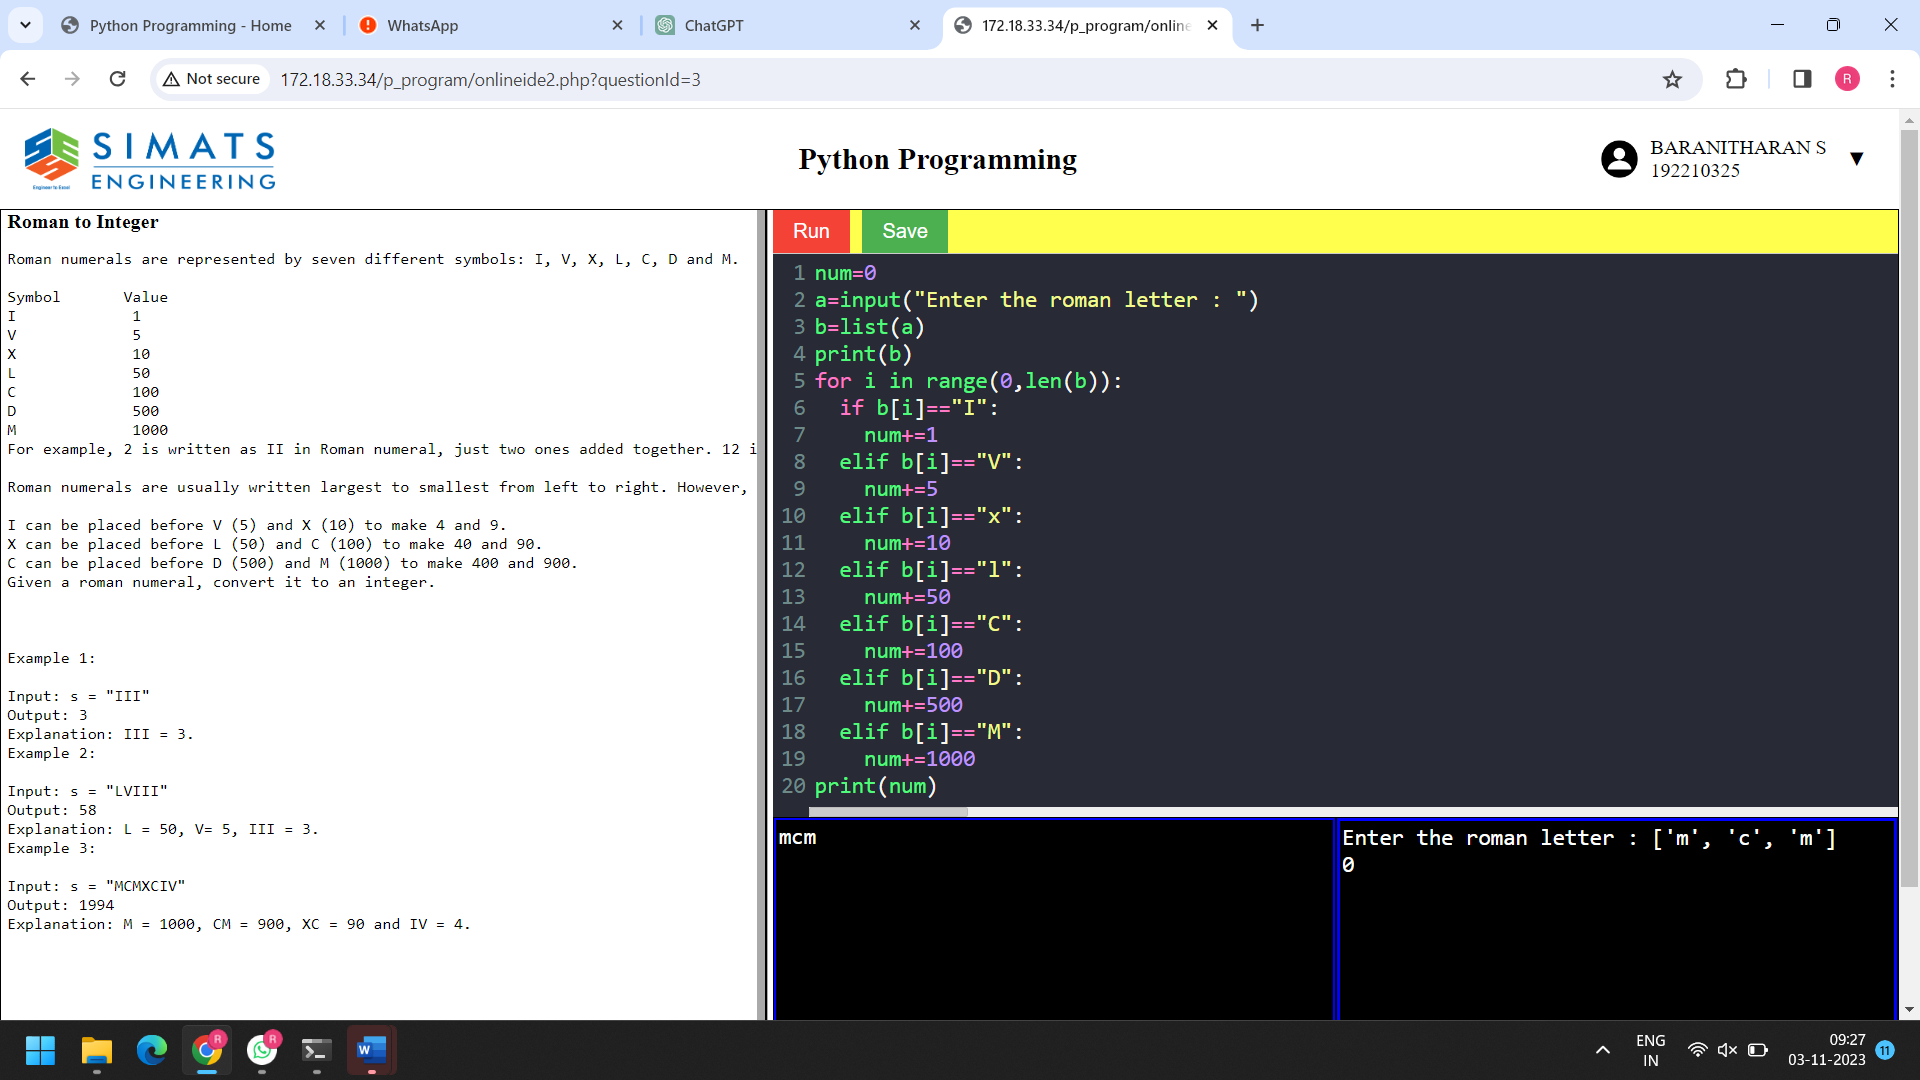 Python Programming - Home
WhatsApp
ChatGPT
172.18.33.34/p_program/online
Not secure
172.18.33.34/p_program/onlineide2.php?questionId=3
R
SIMATS
ENGINEERING
Engineer to Excel
Python Programming
BARANITHARAN S
192210325
Roman to Integer
Roman numerals are represented by seven different symbols: I, V, X, L, C, D and M.
Symbol Value
I 1
V 5
X 10
L 50
C 100
D 500
M 1000
For example, 2 is written as II in Roman numeral, just two ones added together. 12 i
Roman numerals are usually written largest to smallest from left to right. However,
I can be placed before V (5) and X (10) to make 4 and 9.
X can be placed before L (50) and C (100) to make 40 and 90.
C can be placed before D (500) and M (1000) to make 400 and 900.
Given a roman numeral, convert it to an integer.
Example 1:
Input: s = "III"
Output: 3
Explanation: III = 3.
Example 2:
Input: s = "LVIII"
Output: 58
Explanation: L = 50, V= 5, III = 3.
Example 3:
Input: s = "MCMXCIV"
Output: 1994
Explanation: M = 1000, CM = 900, XC = 90 and IV = 4.
Run Save
1 num=0
2 a=input("Enter the roman letter : ")
3 b=list(a)
4 print(b)
5 for i in range(0,len(b)):
6 if b[i]=="I":
7 num+=1
8 elif b[i]=="V":
9 num+=5
10 elif b[i]=="x":
11 num+=10
12 elif b[i]=="l":
13 num+=50
14 elif b[i]=="C":
15 num+=100
16 elif b[i]=="D":
17 num+=500
18 elif b[i]=="M":
19 num+=1000
20 print(num)
mcm
Enter the roman letter : ['m', 'c', 'm']
0
R
R
W
ENG
IN
09:27
03-11-2023
11